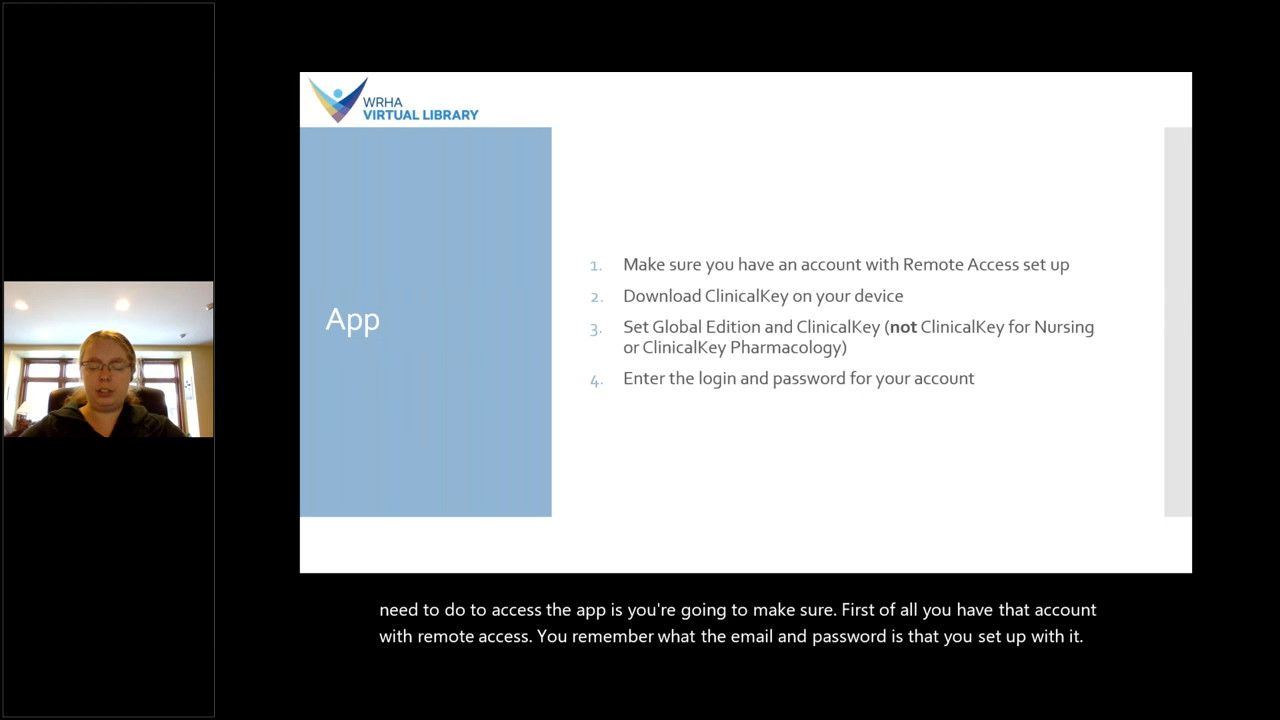 WRHA
VIRTUAL LIBRARY
App
1. Make sure you have an account with Remote Access set up
2. Download ClinicalKey on your device
3. Set Global Edition and ClinicalKey (not ClinicalKey for Nursing
or ClinicalKey Pharmacology)
4. Enter the login and password for your account
need to do to access the app is you're going to make sure. First of all you have that account
with remote access. You remember what the email and password is that you set up with it.